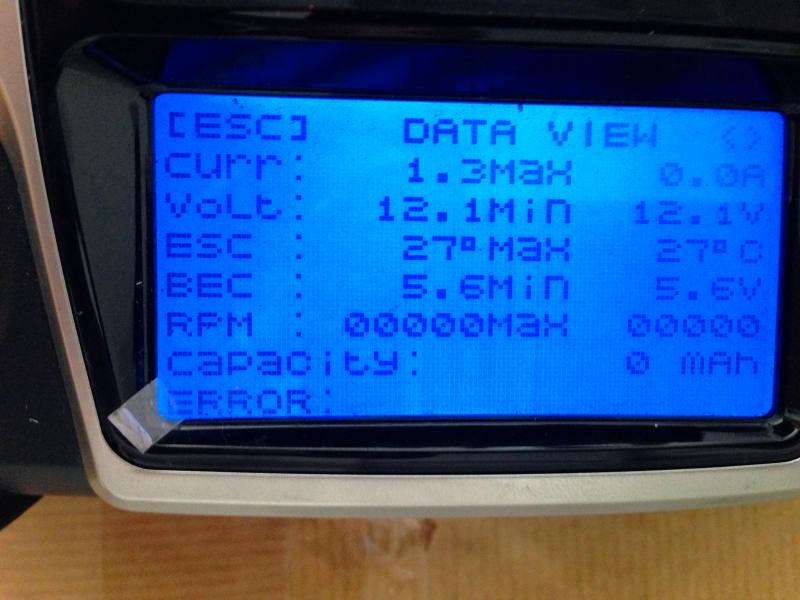 [ESC] DATA VIEW <>
Curr: 1.3Max 0.0A
VoLt: 12.1Min 12.1V
ESC : 27°Max 27°C
BEC : 5.6Min 5.6V
RPM : 00000Max 00000
Capacity: 0 mAh
ERROR: